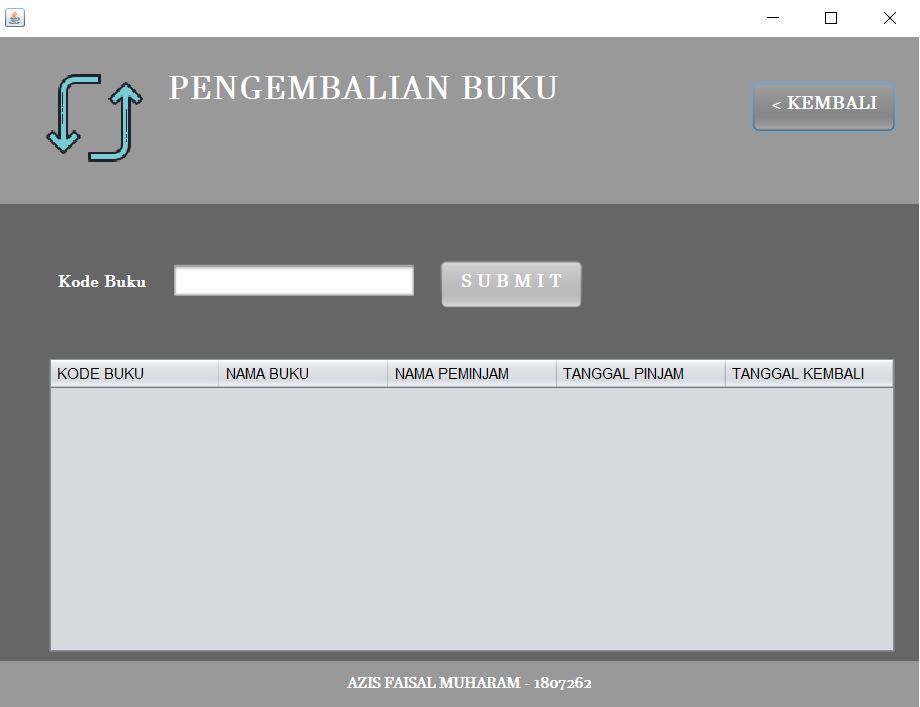 PENGEMBALIAN BUKU
< KEMBALI
Kode Buku
S U B M I T
KODE BUKU NAMA BUKU NAMA PEMINJAM TANGGAL PINJAM TANGGAL KEMBALI
AZIS FAISAL MUHARAM - 1807262